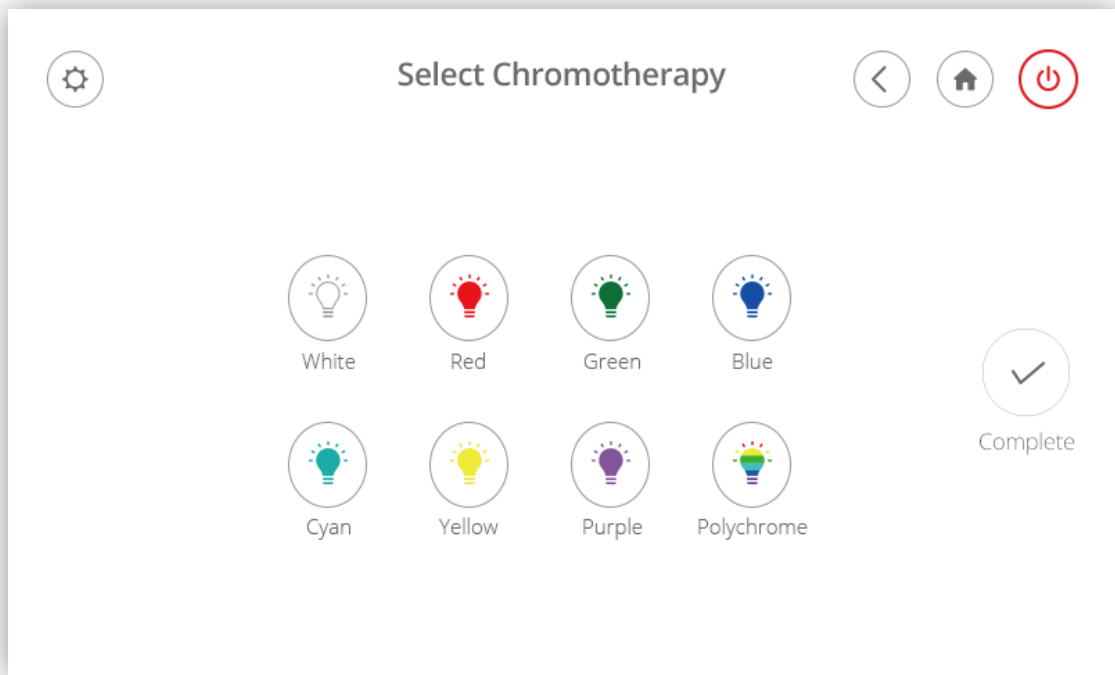 Select Chromotherapy
White Red Green Blue
Complete
Cyan Yellow Purple Polychrome